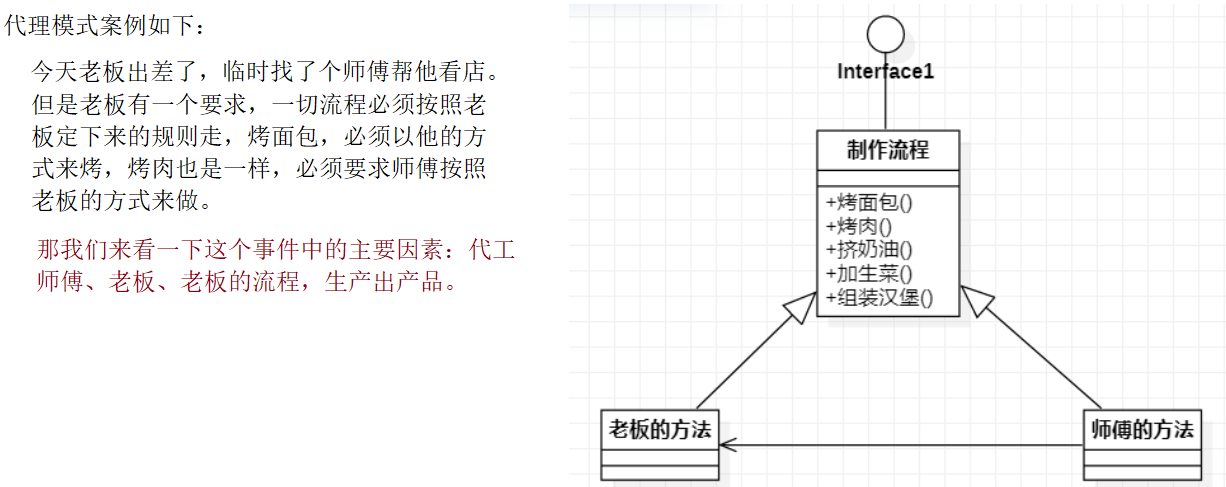 代理模式案例如下：
今天老板出差了，临时找了个师傅帮他看店。
但是老板有一个要求，一切流程必须按照老
板定下来的规则走，烤面包，必须以他的方
式来烤，烤肉也是一样，必须要求师傅按照
老板的方式来做。
那我们来看一下这个事件中的主要因素：代工
师傅、老板、老板的流程，生产出产品。
Interface1
制作流程
+烤面包()
+烤肉()
+挤奶油()
+加生菜()
+组装汉堡()
老板的方法
师傅的方法